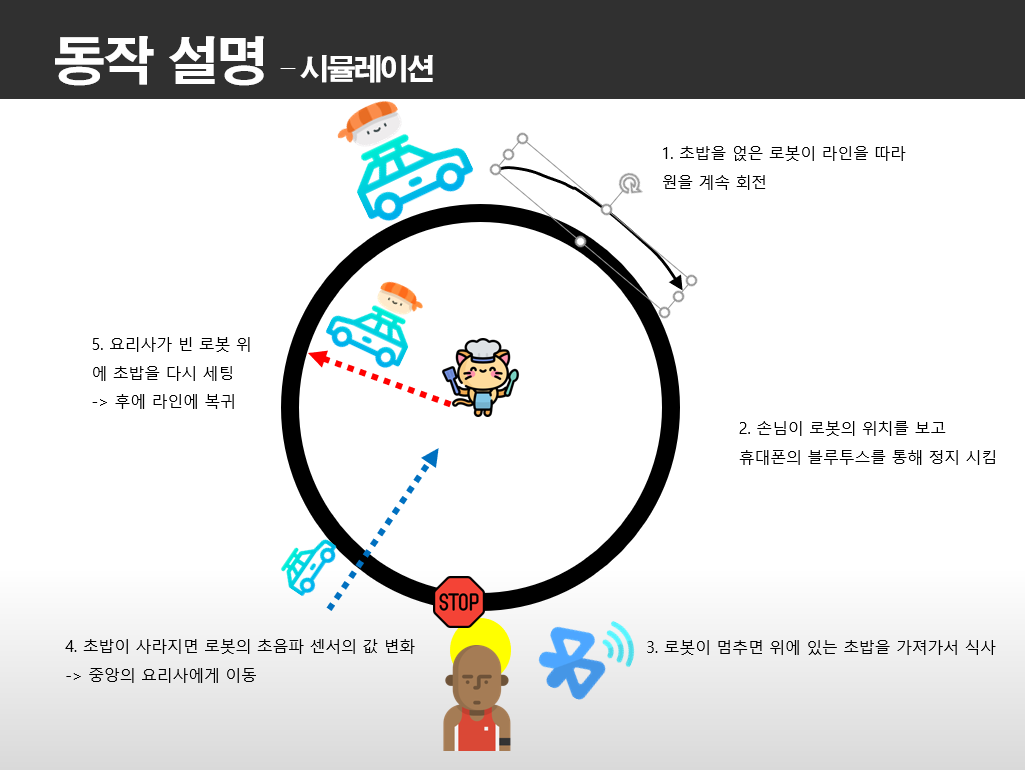 동작 설명 – 시뮬레이션
1. 초밥을 얹은 로봇이 라인을 따라
원을 계속 회전
5. 요리사가 빈 로봇 위
에 초밥을 다시 세팅
-> 후에 라인에 복귀
2. 손님이 로봇의 위치를 보고
휴대폰의 블루투스를 통해 정지 시킴
STOP
4. 초밥이 사라지면 로봇의 초음파 센서의 값 변화
-> 중앙의 요리사에게 이동
3. 로봇이 멈추면 위에 있는 초밥을 가져가서 식사